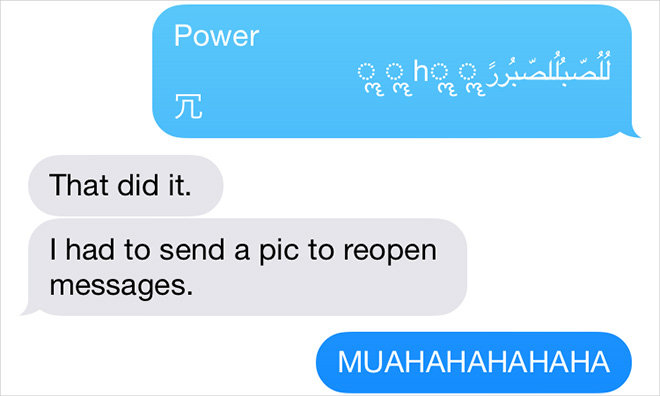 Power
لُلُصّبُلُلصّبُررً ॣ ॣh ॣ ॣ
冗
That did it.
I had to send a pic to reopen
messages.
MUAHAHAHAHAHA